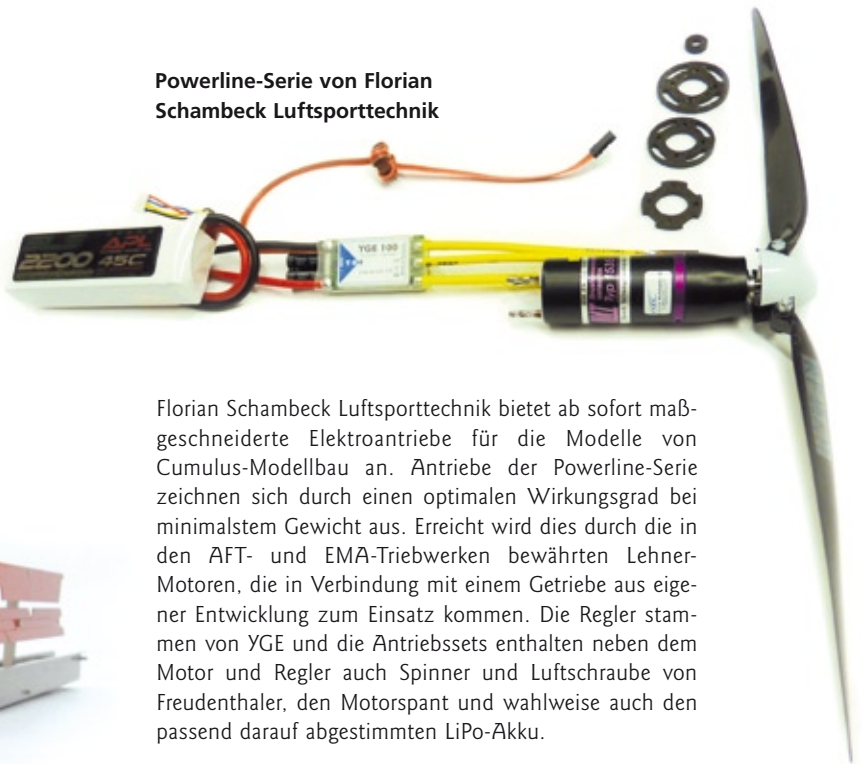 Powerline-Serie von Florian
Schambeck Luftsporttechnik
APL
2200 45C
YGE 100
Typ
Florian Schambeck Luftsporttechnik bietet ab sofort maß-
geschneiderte Elektroantriebe für die Modelle von
Cumulus-Modellbau an. Antriebe der Powerline-Serie
zeichnen sich durch einen optimalen Wirkungsgrad bei
minimalstem Gewicht aus. Erreicht wird dies durch die in
den AFT- und EMA-Triebwerken bewährten Lehner-
Motoren, die in Verbindung mit einem Getriebe aus eige-
ner Entwicklung zum Einsatz kommen. Die Regler stam-
men von YGE und die Antriebssets enthalten neben dem
Motor und Regler auch Spinner und Luftschraube von
Freudenthaler, den Motorspant und wahlweise auch den
passend darauf abgestimmten LiPo-Akku.